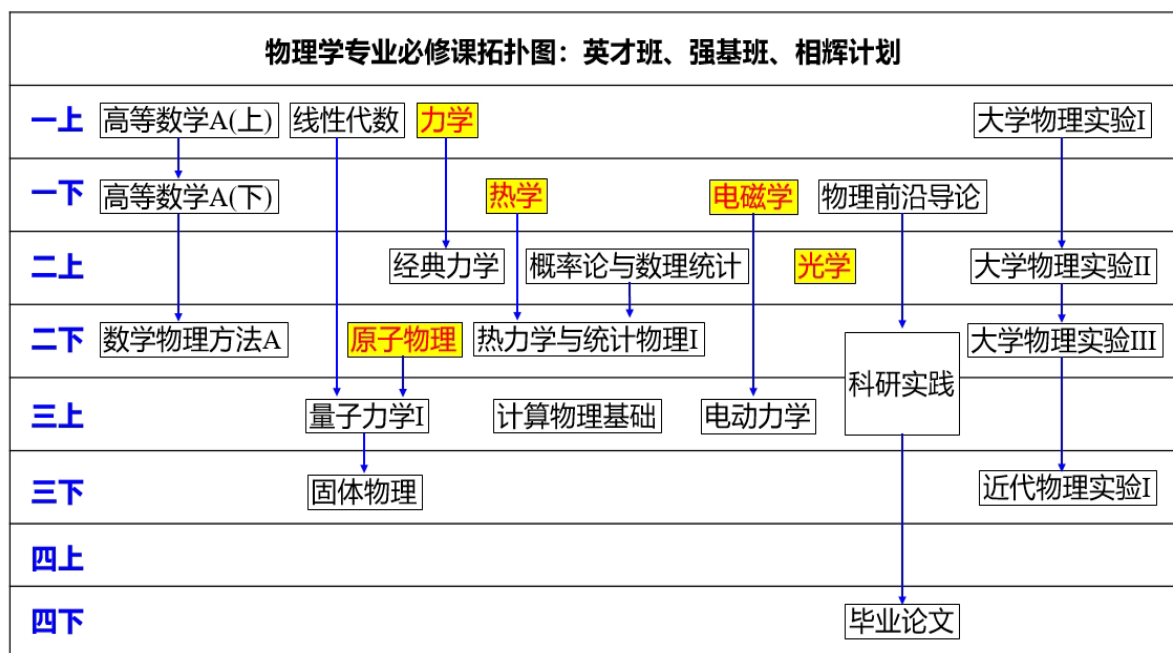 物理学专业必修课拓扑图：英才班、强基班、相辉计划
一上 高等数学A(上) 线性代数 力学 大学物理实验I
一下 高等数学A(下) 热学 电磁学 物理前沿导论
二上 经典力学 概率论与数理统计 光学 大学物理实验II
二下 数学物理方法A 原子物理 热力学与统计物理I 大学物理实验III
科研实践
三上 量子力学I 计算物理基础 电动力学
三下 固体物理 近代物理实验I
四上
四下 毕业论文